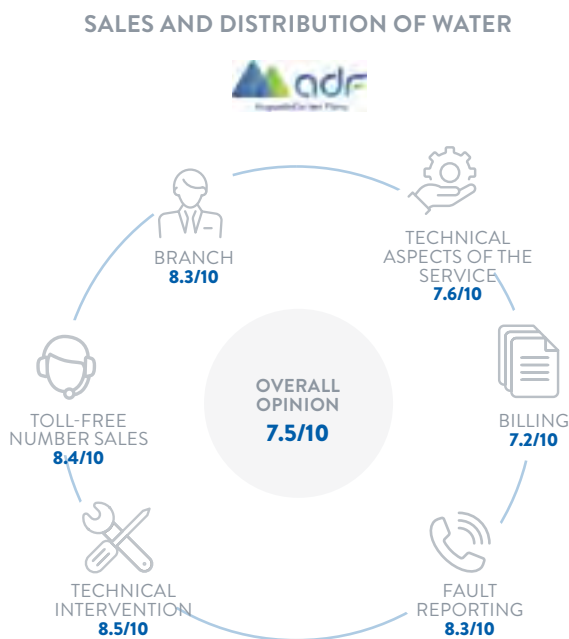 SALES AND DISTRIBUTION OF WATER
adf
BRANCH
8.3/10
TECHNICAL
ASPECTS OF THE
SERVICE
7.6/10
TOLL-FREE
NUMBER SALES
8.4/10
OVERALL
OPINION
7.5/10
BILLING
7.2/10
TECHNICAL
INTERVENTION
8.5/10
FAULT
REPORTING
8.3/10